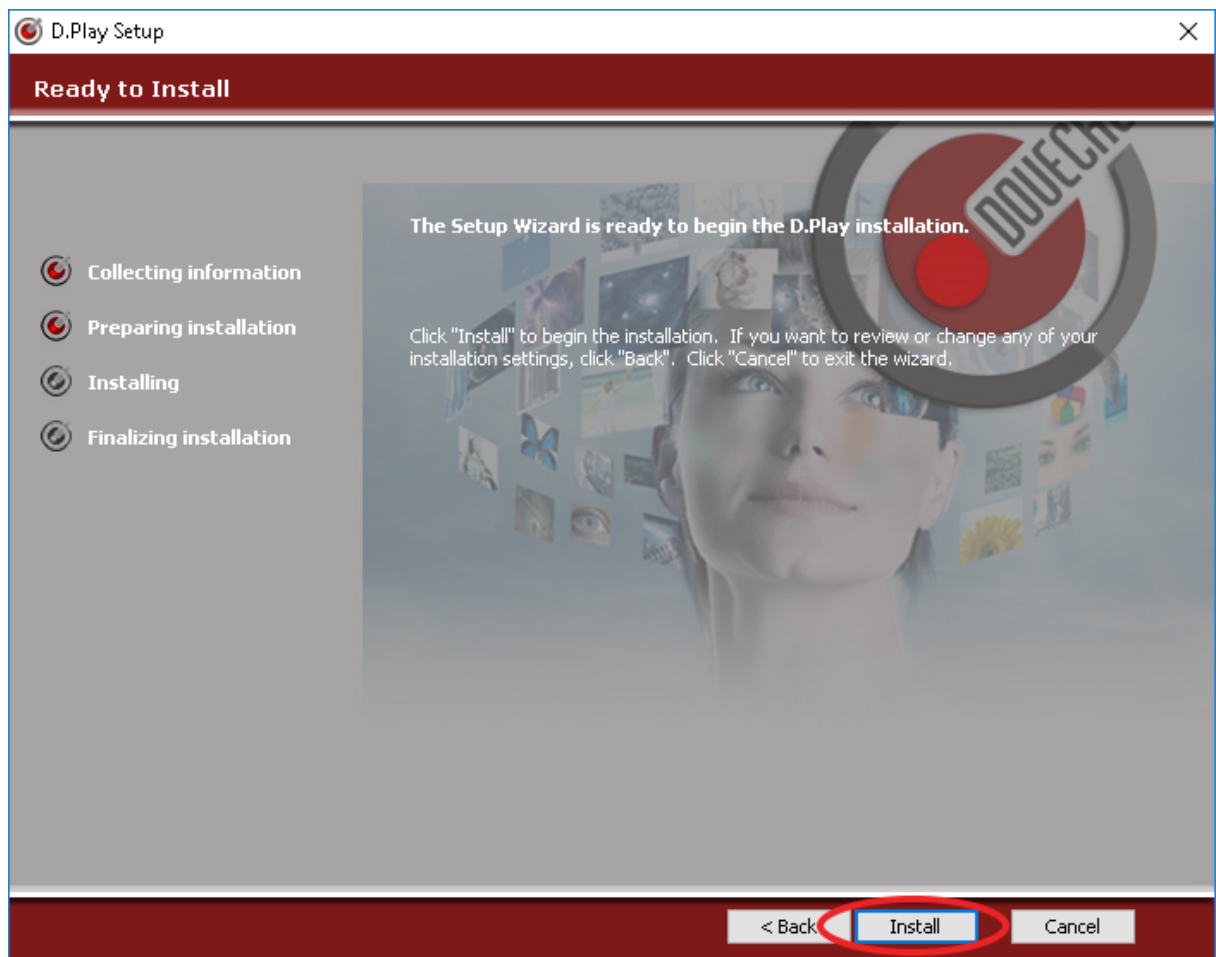 D.Play Setup
Ready to Install
The Setup Wizard is ready to begin the D.Play installation.
Collecting information
Preparing installation
Installing
Finalizing installation
Click "Install" to begin the installation. If you want to review or change any of your
installation settings, click "Back". Click "Cancel" to exit the wizard.
< Back
Install
Cancel